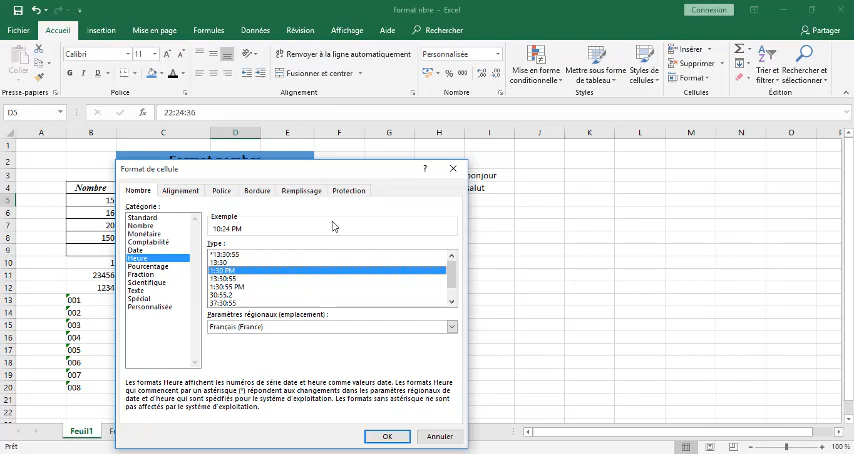 format nbre - Excel
Connexion
Fichier Accueil Insertion Dessin Mise en page Formules Données Révision Affichage Aide Rechercher Partager
Calibri 11 Renvoyer à la ligne automatiquement Personnalisée Insérer
Coller G I S Fusionner et centrer % 000 Mise en forme conditionnelle Mettre sous forme de tableau Styles de cellules Supprimer Format Trier et filtrer Rechercher et sélectionner
Presse-papiers Police Alignement Nombre Styles Cellules Édition
D5 fx 22:24:36
A B C D E F G H I J K L M N O P
1
2 Format nombre
3 bonjour
4 Nombre salut
5 15
6 16
7 20
8 150
9
10 1
11 23456
12 1234
13 001
14 002
15 003
16 004
17 005
18 006
19 007
20 008
21
22
Format de cellule ? ×
Nombre Alignement Police Bordure Remplissage Protection
Catégorie :
Standard
Nombre
Monétaire
Comptabilité
Date
Heure
Pourcentage
Fraction
Scientifique
Texte
Spécial
Personnalisée
Exemple
10:24 PM
Type :
*13:30:55
13:30
1:30 PM
13:30:55
1:30:55 PM
30:55,2
37:30:55
Paramètres régionaux (emplacement) :
Français (France)
Les formats Heure affichent les numéros de série date et heure comme valeurs date. Les formats Heure
qui commencent par un astérisque (*) répondent aux changements dans les paramètres régionaux de
date et d'heure qui sont spécifiés pour le système d'exploitation. Les formats sans astérisque ne sont
pas affectés par le système d'exploitation.
OK Annuler
Feuil1
Prêt 100 %